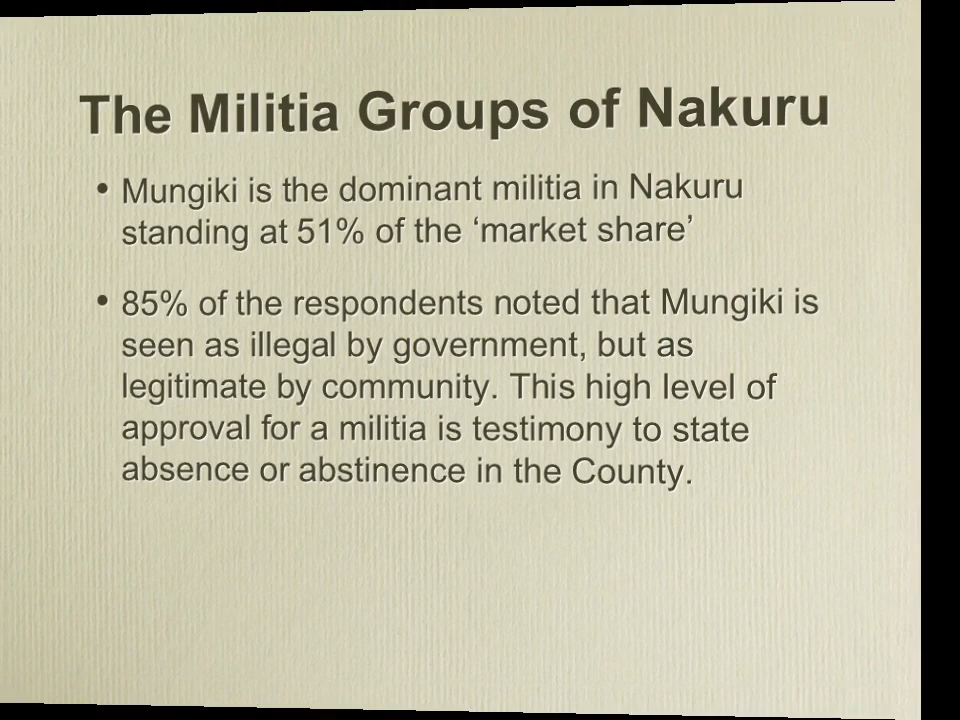 The Militia Groups of Nakuru
• Mungiki is the dominant militia in Nakuru
standing at 51% of the ‘market share’
• 85% of the respondents noted that Mungiki is
seen as illegal by government, but as
legitimate by community. This high level of
approval for a militia is testimony to state
absence or abstinence in the County.